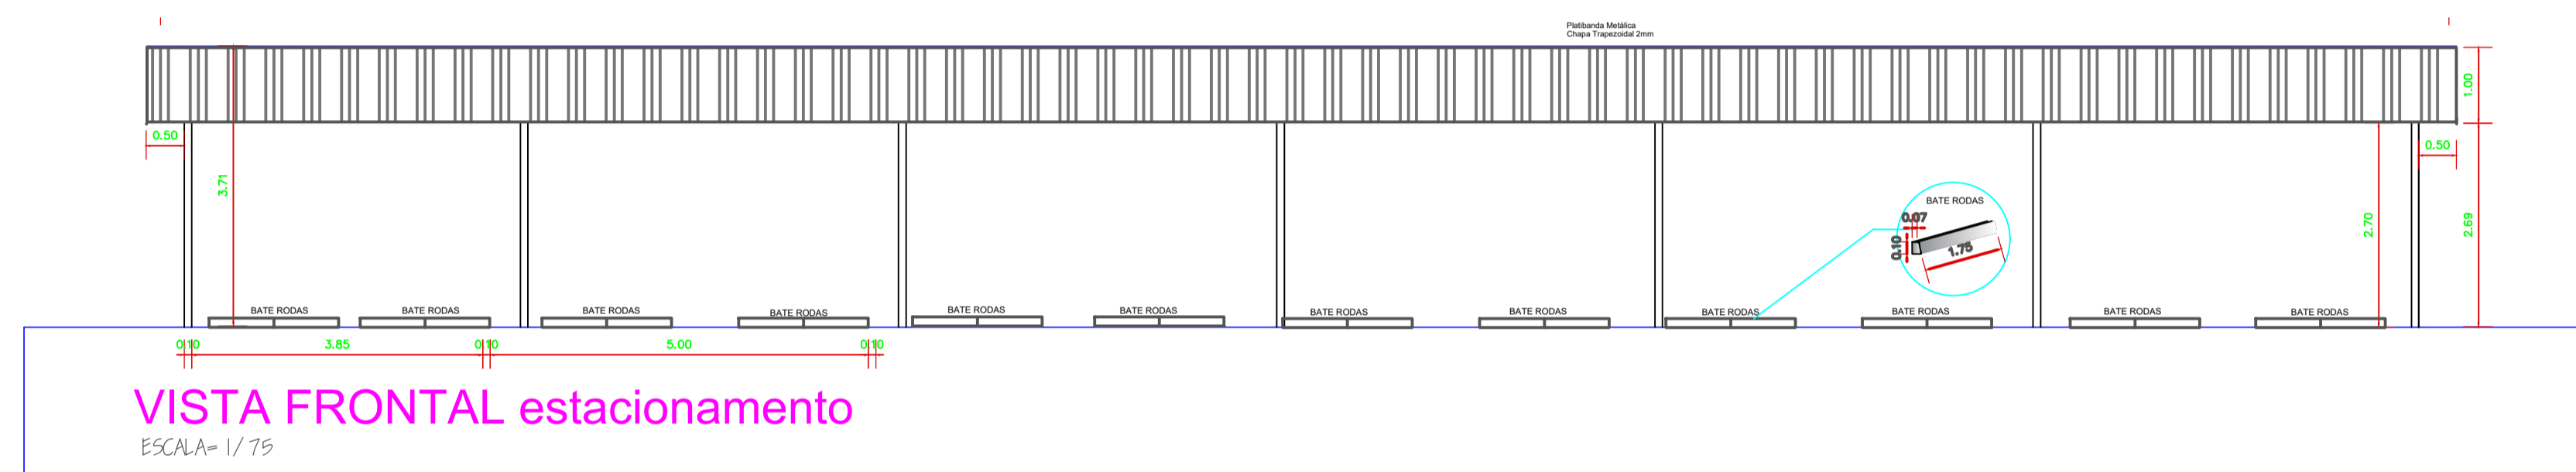 Platibanda Metálica
Chapa Trapezoidal 2mm
1.00
0.50
0.50
3.71
2.70
2.69
BATE RODAS
0.07
0.10
1.75
BATE RODAS BATE RODAS BATE RODAS BATE RODAS BATE RODAS BATE RODAS BATE RODAS BATE RODAS BATE RODAS BATE RODAS BATE RODAS BATE RODAS
0.10 3.85 0.10 5.00 0.10
VISTA FRONTAL estacionamento
ESCALA= 1/75